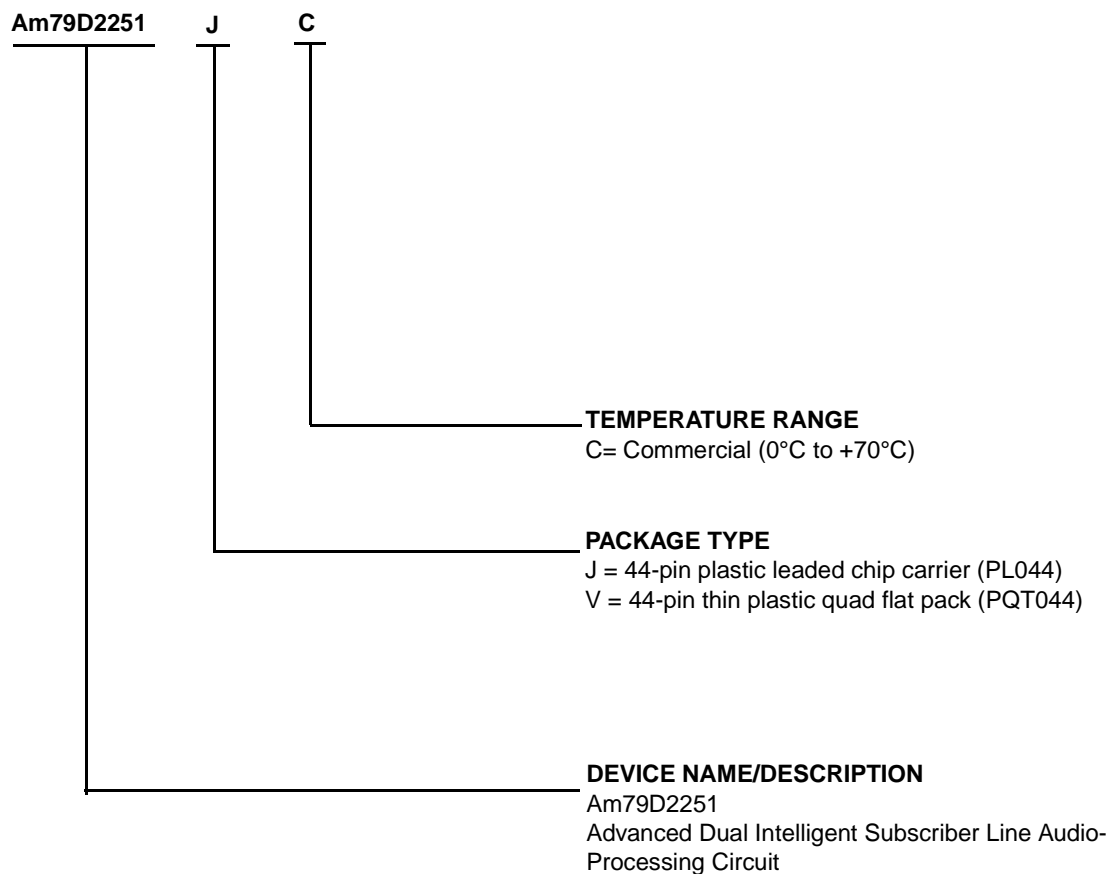 Am79D2251 J C
TEMPERATURE RANGE
C= Commercial (0°C to +70°C)
PACKAGE TYPE
J = 44-pin plastic leaded chip carrier (PL044)
V = 44-pin thin plastic quad flat pack (PQT044)
DEVICE NAME/DESCRIPTION
Am79D2251
Advanced Dual Intelligent Subscriber Line Audio-
Processing Circuit